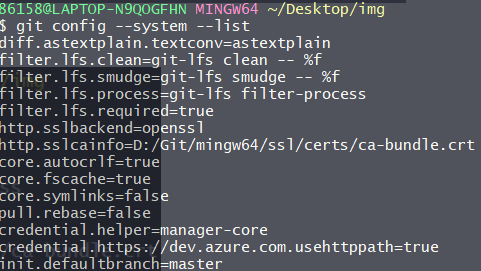 86158@LAPTOP-N9QOGFHN MINGW64 ~/Desktop/img
$ git config --system --list
diff.astextplain.textconv=astextplain
filter.lfs.clean=git-lfs clean -- %f
filter.lfs.smudge=git-lfs smudge -- %f
filter.lfs.process=git-lfs filter-process
filter.lfs.required=true
http.sslbackend=openssl
http.sslcainfo=D:/Git/mingw64/ssl/certs/ca-bundle.crt
core.autocrlf=true
core.fscache=true
core.symlinks=false
pull.rebase=false
credential.helper=manager-core
credential.https://dev.azure.com.usehttppath=true
init.defaultbranch=master